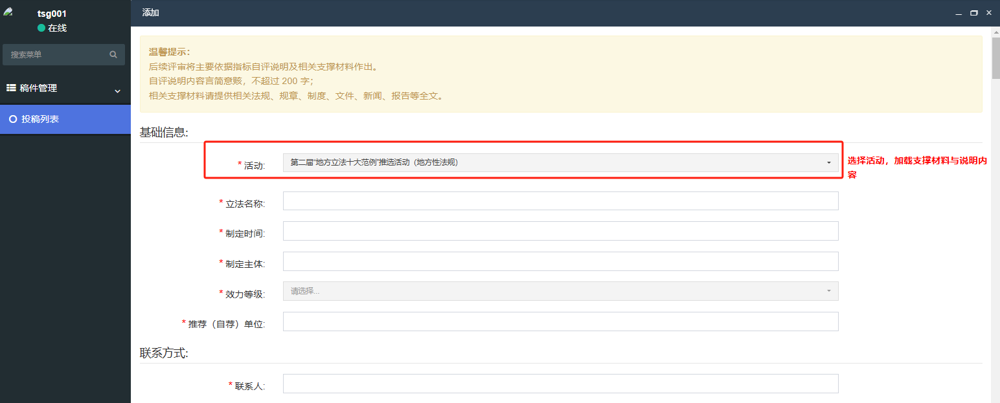 tsg001
在线
搜索菜单
稿件管理
投稿列表
添加
温馨提示：
后续评审将主要依据指标自评说明及相关支撑材料作出。
自评说明内容言简意赅，不超过 200 字；
相关支撑材料请提供相关法规、规章、制度、文件、新闻、报告等全文。
基础信息:
* 活动:
第二届“地方立法十大范例”推选活动（地方性法规）
选择活动，加载支撑材料与说明内
容
* 立法名称:
* 制定时间:
* 制定主体:
* 效力等级:
请选择...
* 推荐（自荐）单位:
联系方式:
* 联系人: